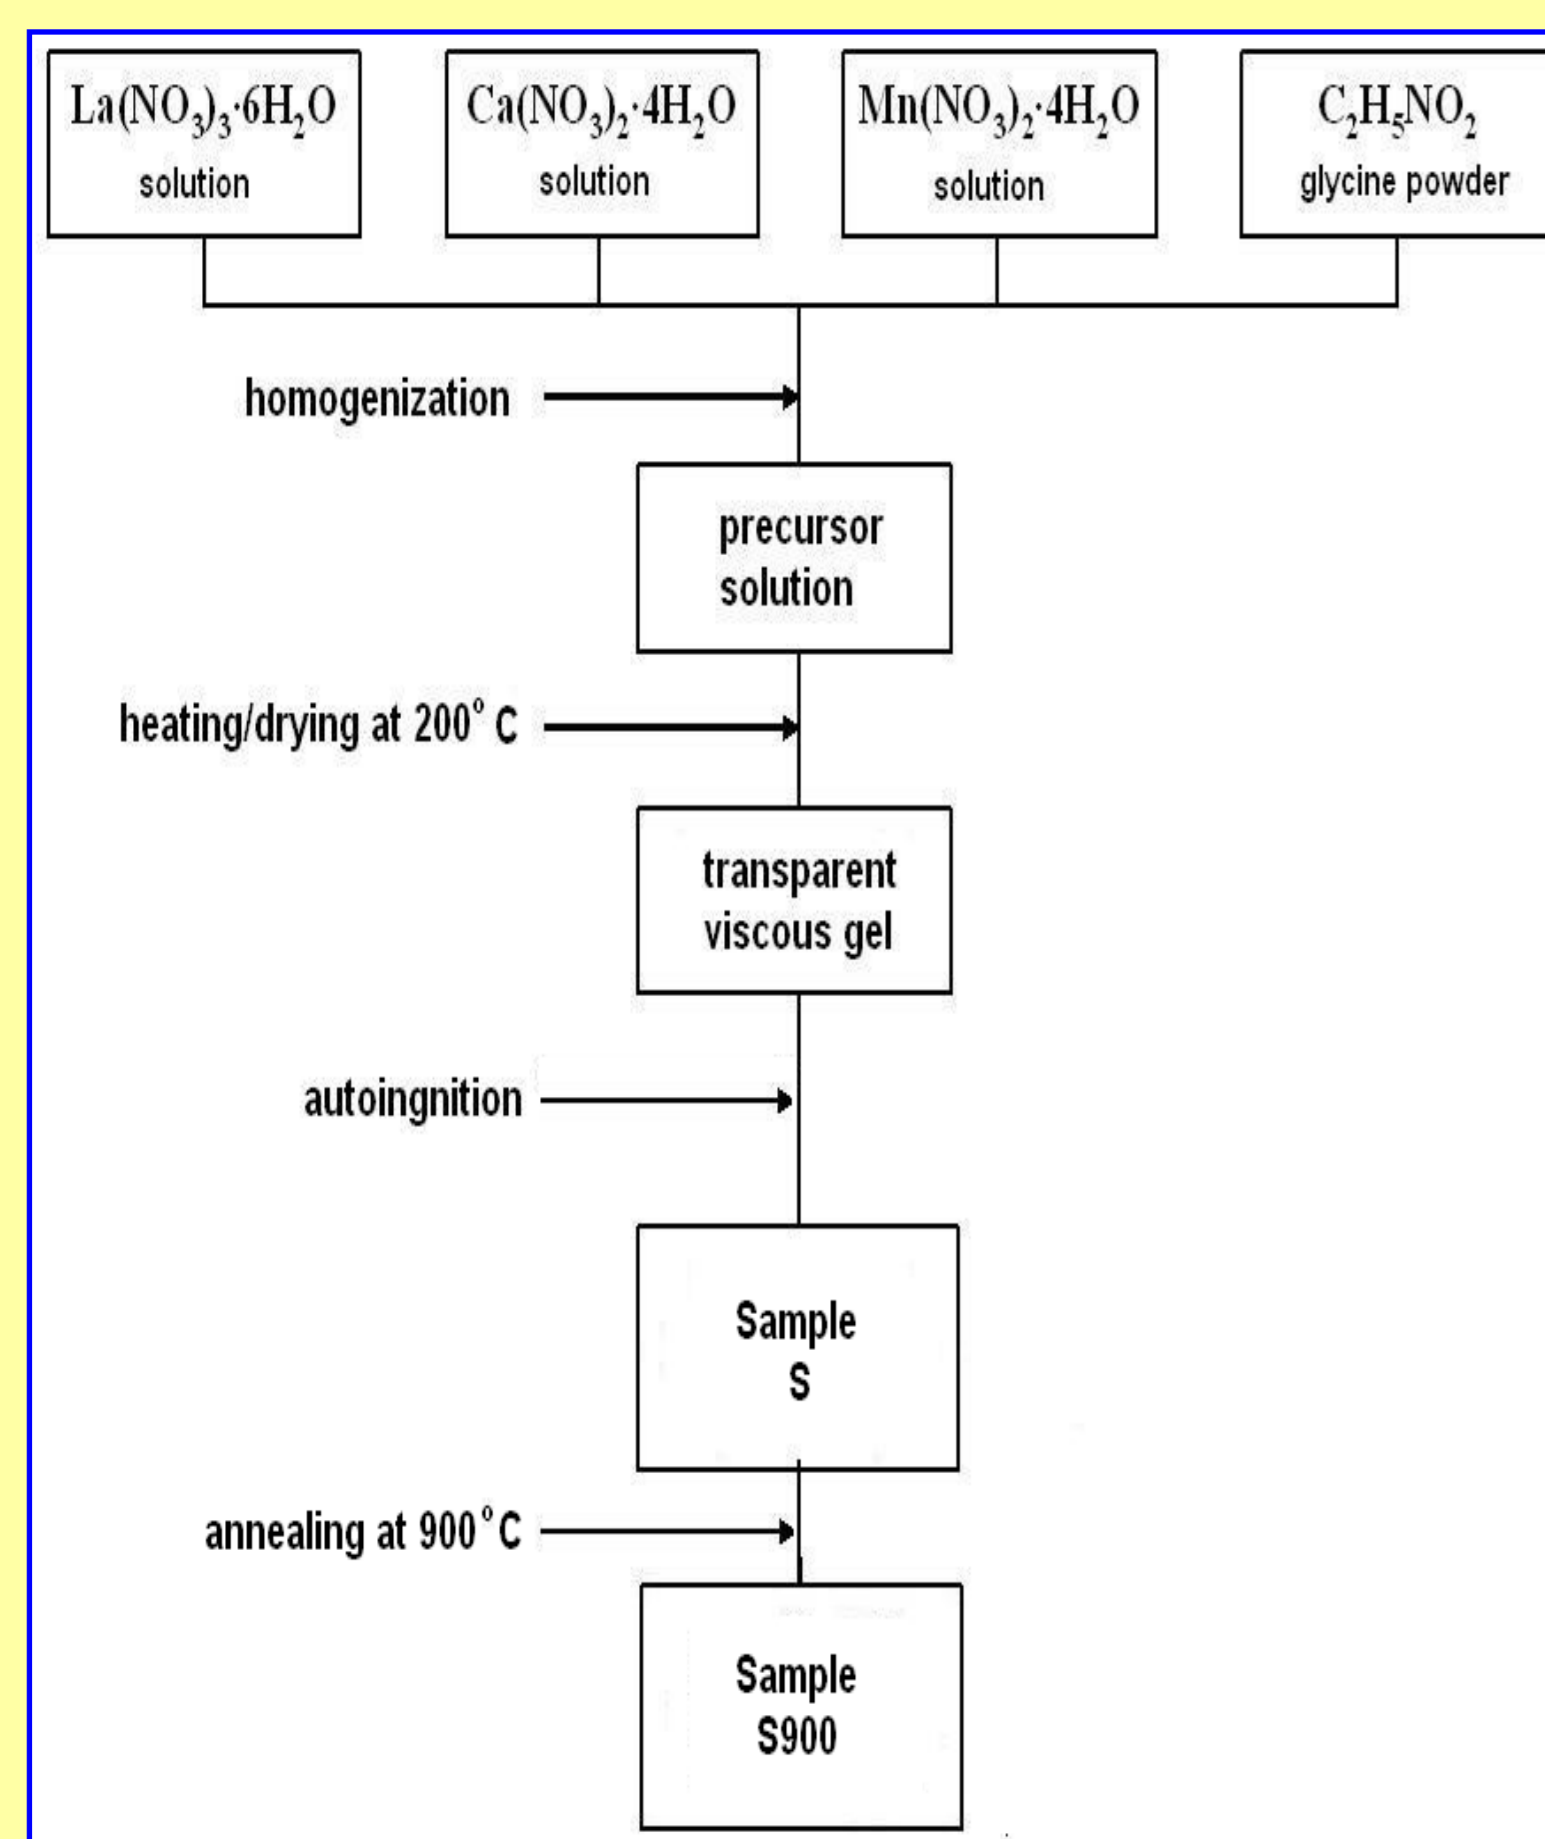 La(NO₃)₃·6H₂O
solution
Ca(NO₃)₂·4H₂O
solution
Mn(NO₃)₂·4H₂O
solution
C₂H₅NO₂
glycine powder
homogenization
precursor
solution
heating/drying at 200° C
transparent
viscous gel
autoingnition
Sample
S
annealing at 900°C
Sample
S900